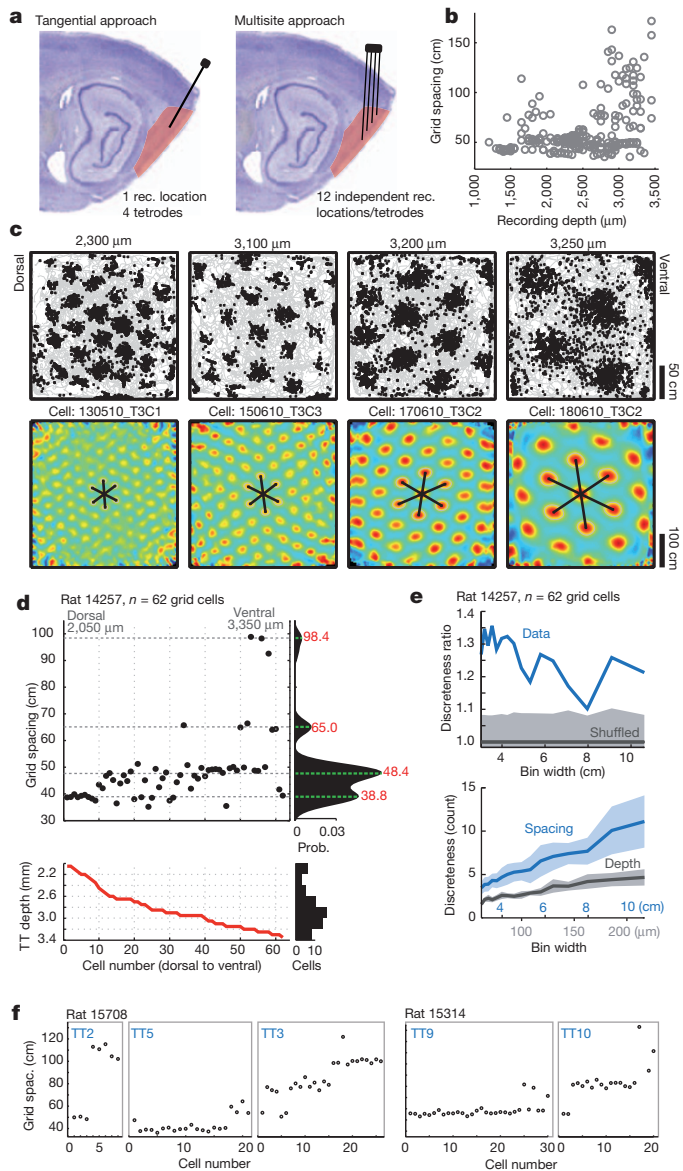 a
Tangential approach
Multisite approach
1 rec. location
4 tetrodes
12 independent rec.
locations/tetrodes
b
Grid spacing (cm)
150
100
50
1,000
1,500
2,000
2,500
3,000
3,500
Recording depth (μm)
c
2,300 μm
3,100 μm
3,200 μm
3,250 μm
Dorsal
Ventral
50 cm
Cell: 130510_T3C1
Cell: 150610_T3C3
Cell: 170610_T3C2
Cell: 180610_T3C2
100 cm
d
Rat 14257, n = 62 grid cells
Dorsal
2,050 μm
Ventral
3,350 μm
Grid spacing (cm)
100
90
80
70
60
50
40
30
98.4
65.0
48.4
38.8
0 0.03
Prob.
TT depth (mm)
2.2
2.6
3.0
3.4
0 10 20 30 40 50 60
Cell number (dorsal to ventral)
0 10
Cells
e
Rat 14257, n = 62 grid cells
Discreteness ratio
1.4
1.3
1.2
1.1
1.0
Data
Shuffled
4 6 8 10
Bin width (cm)
Discreteness (count)
15
10
5
0
Spacing
Depth
4 6 8 10 (cm)
100 150 200 (μm)
Bin width
f
Rat 15708
Rat 15314
Grid spac. (cm)
120
100
80
60
40
TT2
TT5
TT3
TT9
TT10
0 5
0 10 20
0 10 20
0 10 20 30
0 10 20
Cell number
Cell number